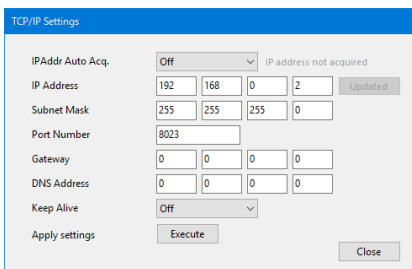 TCP/IP Settings
IPAddr Auto Acq. Off IP address not acquired
IP Address 192 168 0 2 Updated
Subnet Mask 255 255 255 0
Port Number 8023
Gateway 0 0 0 0
DNS Address 0 0 0 0
Keep Alive Off
Apply settings Execute
Close